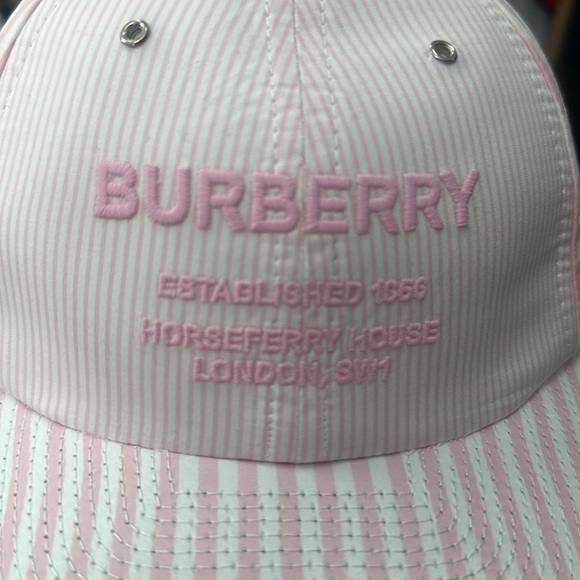 BURBERRY
ESTABLISHED 1856
HORSEFERRY HOUSE
LONDON, SW1